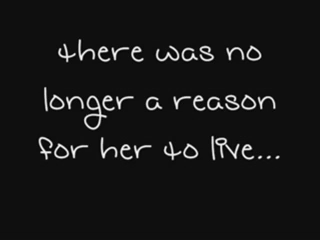 there was no
longer a reason
for her to live...